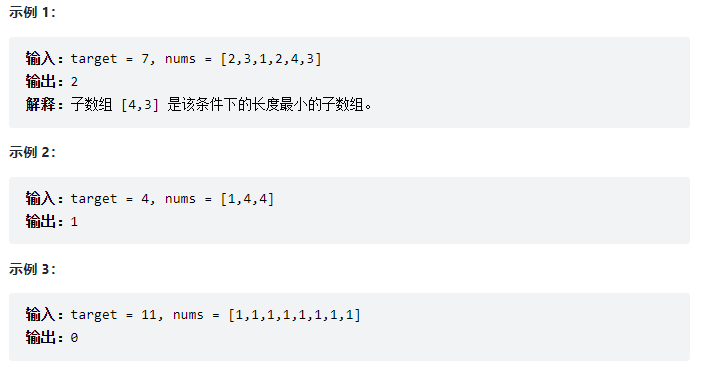 示例 1：
输入：target = 7, nums = [2,3,1,2,4,3]
输出：2
解释：子数组 [4,3] 是该条件下的长度最小的子数组。
示例 2：
输入：target = 4, nums = [1,4,4]
输出：1
示例 3：
输入：target = 11, nums = [1,1,1,1,1,1,1,1]
输出：0